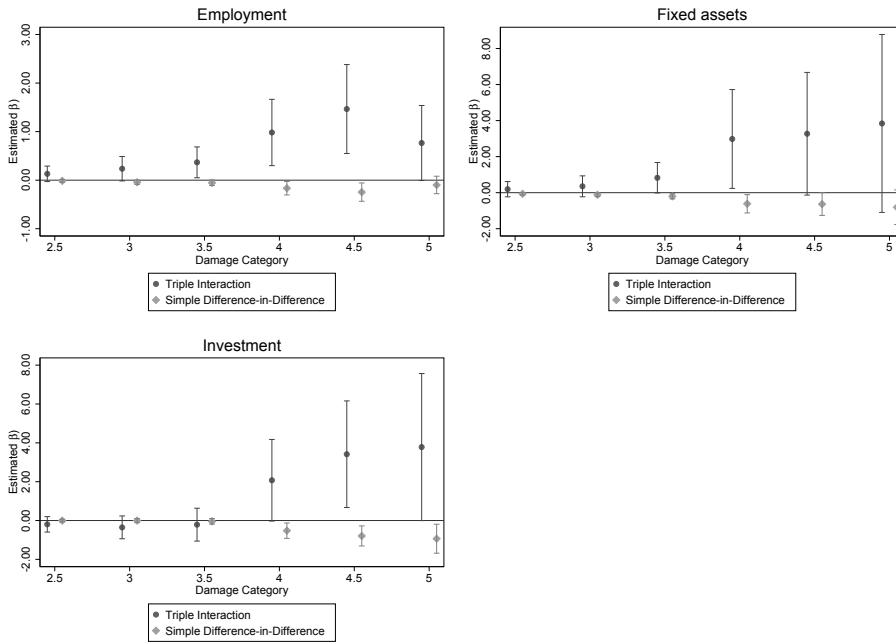 Employment
Estimated β)
3.00
2.00
1.00
0.00
-1.00
2.5 3 3.5 4 4.5 5
Damage Category
Triple Interaction
Simple Difference-in-Difference
Fixed assets
Estimated β)
8.00
6.00
4.00
2.00
0.00
-2.00
2.5 3 3.5 4 4.5 5
Damage Category
Triple Interaction
Simple Difference-in-Difference
Investment
Estimated β)
8.00
6.00
4.00
2.00
0.00
-2.00
2.5 3 3.5 4 4.5 5
Damage Category
Triple Interaction
Simple Difference-in-Difference